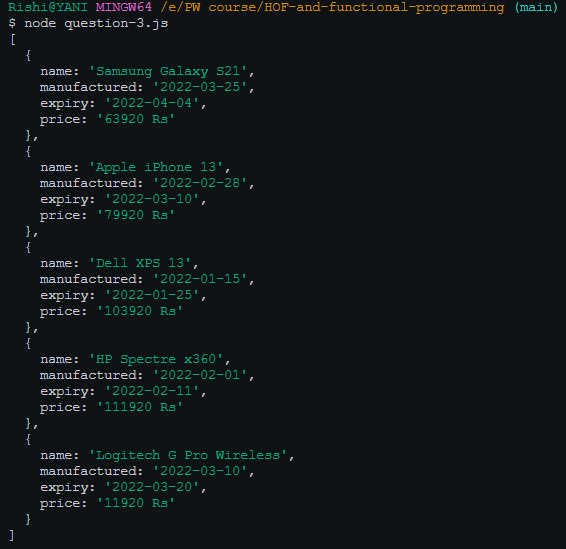 Rishi@YANI MINGW64 /e/PW course/HOF-and-functional-programming (main)
$ node question-3.js
[
  {
    name: 'Samsung Galaxy S21',
    manufactured: '2022-03-25',
    expiry: '2022-04-04',
    price: '63920 Rs'
  },
  {
    name: 'Apple iPhone 13',
    manufactured: '2022-02-28',
    expiry: '2022-03-10',
    price: '79920 Rs'
  },
  {
    name: 'Dell XPS 13',
    manufactured: '2022-01-15',
    expiry: '2022-01-25',
    price: '103920 Rs'
  },
  {
    name: 'HP Spectre x360',
    manufactured: '2022-02-01',
    expiry: '2022-02-11',
    price: '111920 Rs'
  },
  {
    name: 'Logitech G Pro Wireless',
    manufactured: '2022-03-10',
    expiry: '2022-03-20',
    price: '11920 Rs'
  }
]